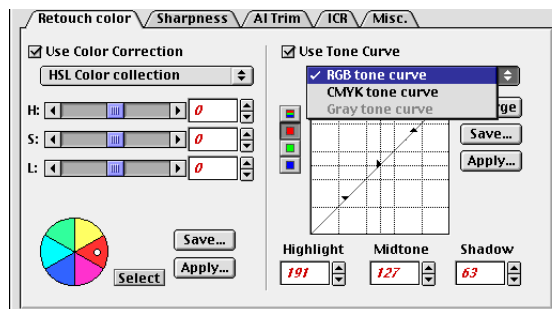 Retouch color Sharpness AI Trim ICR Misc.
Use Color Correction Use Tone Curve
HSL Color collection
RGB tone curve
CMYK tone curve
Gray tone curve
H: 0
S: 0
L: 0
rge
Save...
Apply...
Save...
Apply...
Select
Highlight Midtone Shadow
191 127 63